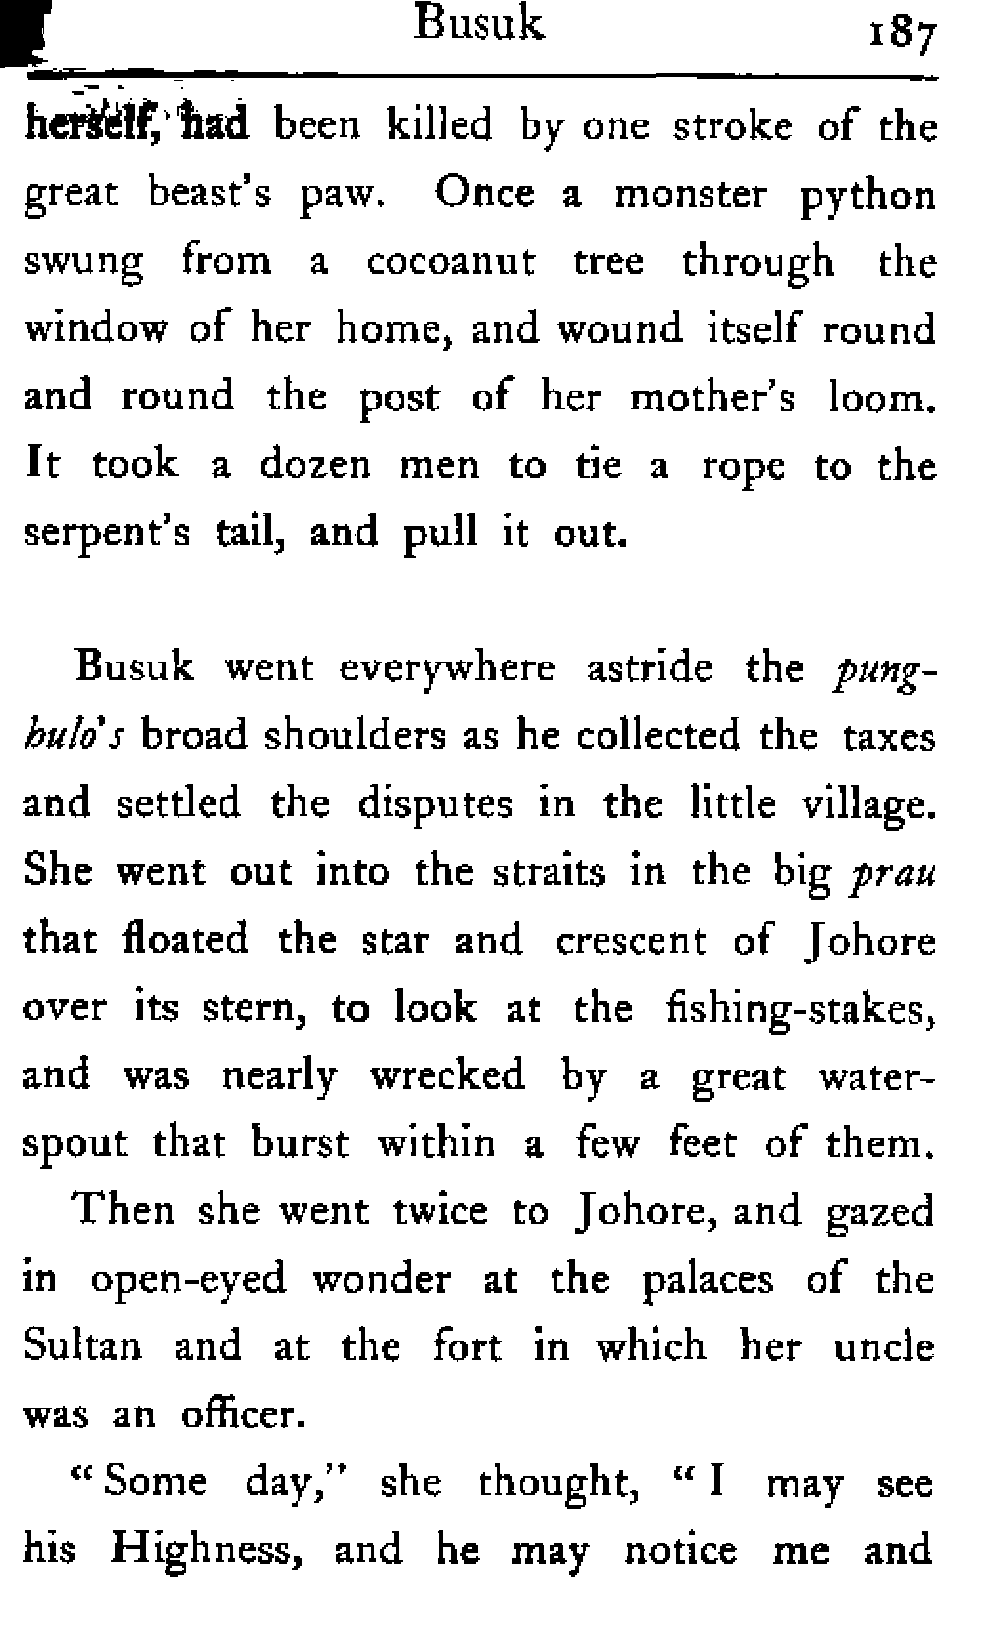 Busuk 187
herself, had been killed by one stroke of the
great beast's paw. Once a monster python
swung from a cocoanut tree through the
window of her home, and wound itself round
and round the post of her mother's loom.
It took a dozen men to tie a rope to the
serpent's tail, and pull it out.
Busuk went everywhere astride the pung-
hulo's broad shoulders as he collected the taxes
and settled the disputes in the little village.
She went out into the straits in the big prau
that floated the star and crescent of Johore
over its stern, to look at the fishing-stakes,
and was nearly wrecked by a great water-
spout that burst within a few feet of them.
Then she went twice to Johore, and gazed
in open-eyed wonder at the palaces of the
Sultan and at the fort in which her uncle
was an officer.
"Some day," she thought, "I may see
his Highness, and he may notice me and